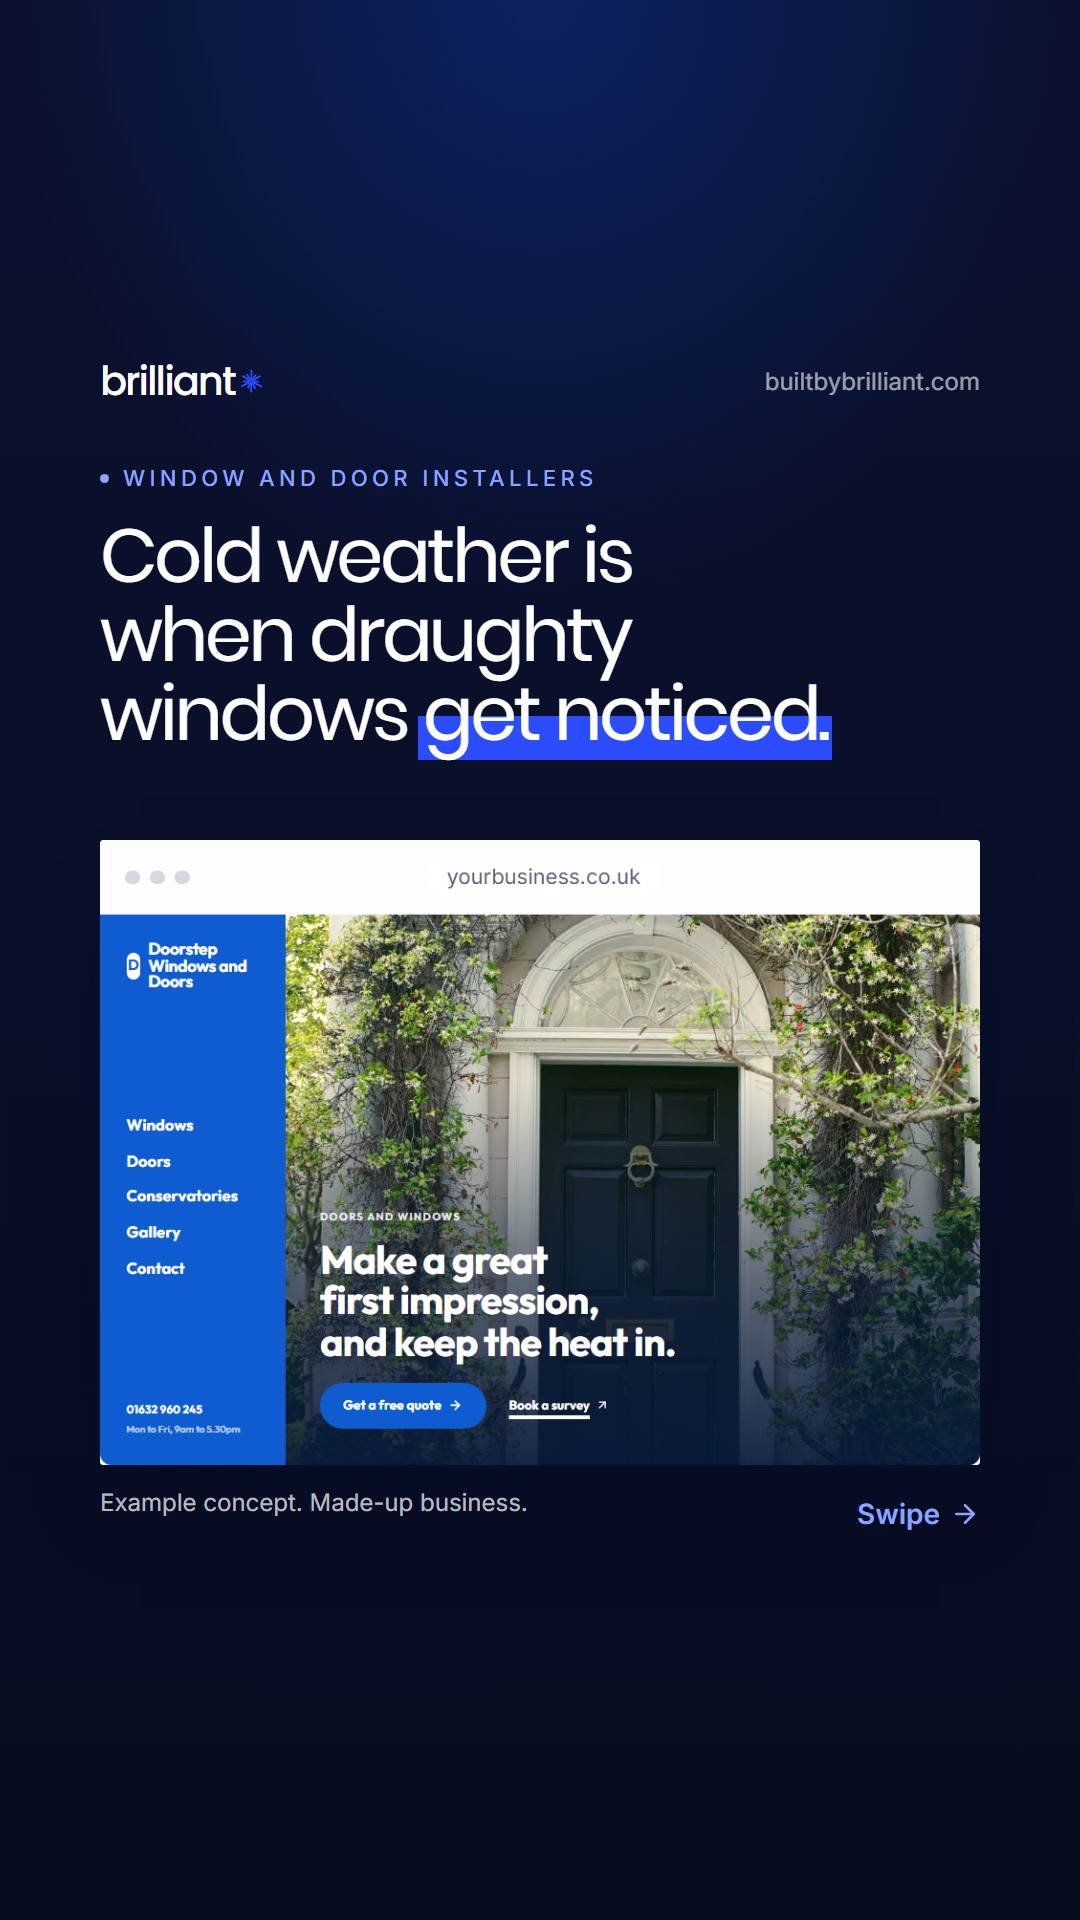 brilliant
builtbybrilliant.com
WINDOW AND DOOR INSTALLERS
Cold weather is
when draughty
windows get noticed.
yourbusiness.co.uk
D
Doorstep
Windows and
Doors
Windows
Doors
Conservatories
Gallery
Contact
01632 960 245
Mon to Fri, 9am to 5.30pm
DOORS AND WINDOWS
Make a great
first impression,
and keep the heat in.
Get a free quote →
Book a survey ↗
Example concept. Made-up business.
Swipe →